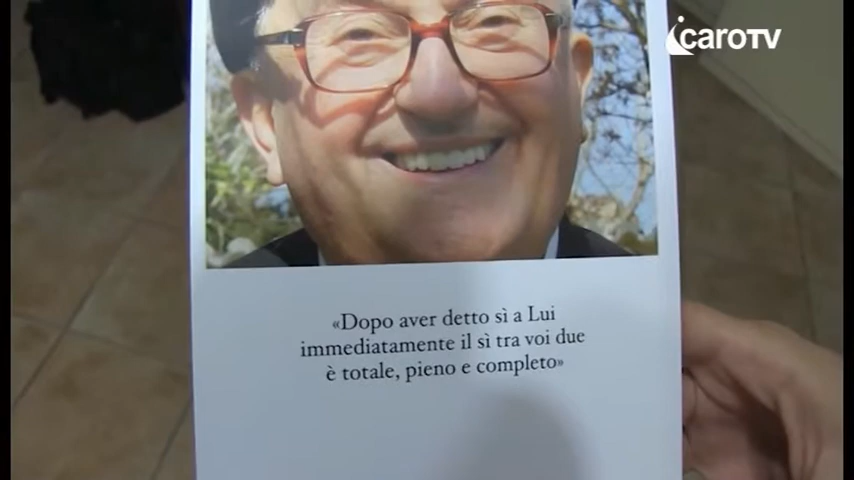 icaroTV
«Dopo aver detto sì a Lui
immediatamente il sì tra voi due
è totale, pieno e completo»